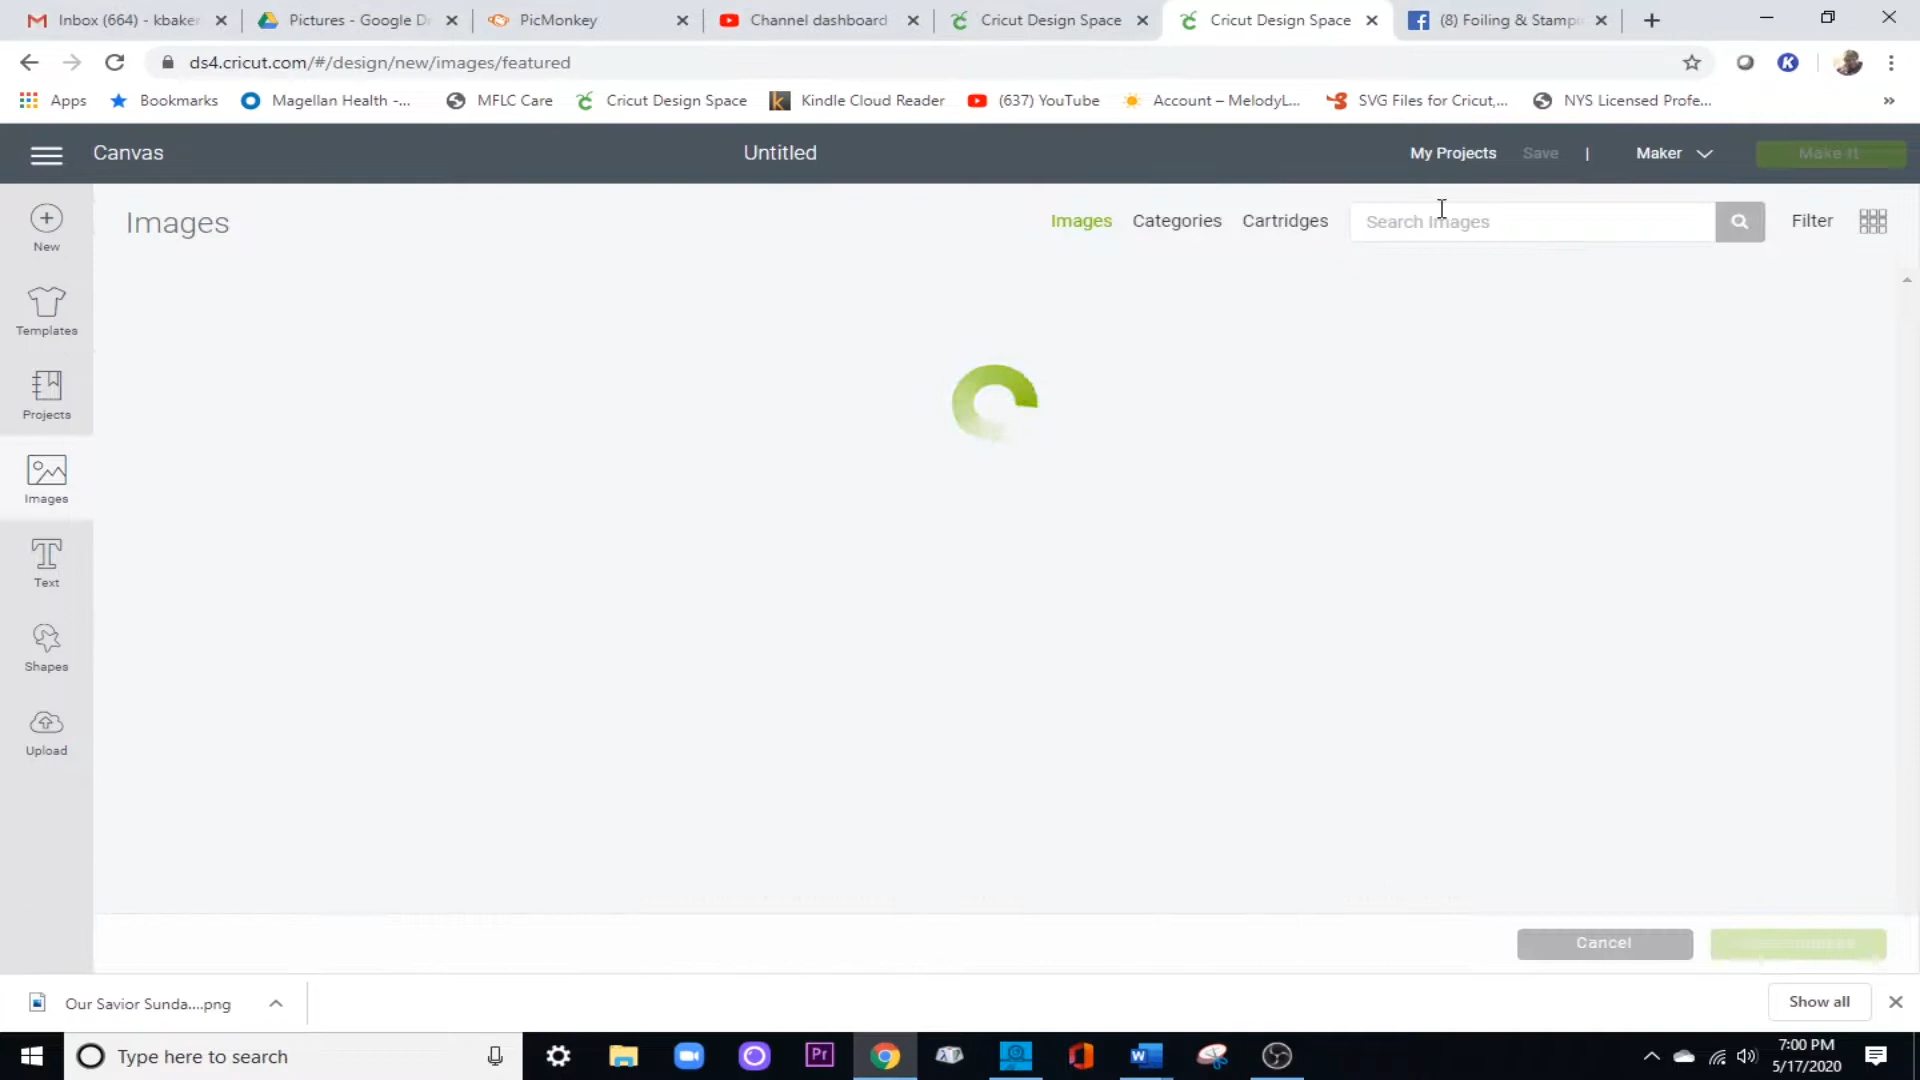 Inbox (664) - kbaker
Pictures - Google Dr
PicMonkey
Channel dashboard
Cricut Design Space
Cricut Design Space
(8) Foiling & Stampi
ds4.cricut.com/#/design/new/images/featured
K
Apps
Bookmarks
Magellan Health -...
MFLC Care
Cricut Design Space
Kindle Cloud Reader
(637) YouTube
Account – MelodyL...
SVG Files for Cricut,...
NYS Licensed Profe...
»
Canvas
Untitled
My Projects
Save
|
Maker
Make It
New
Templates
Projects
Images
Text
Shapes
Upload
Images
Images
Categories
Cartridges
Search Images
Filter
Cancel
Our Savior Sunda....png
Show all
Type here to search
Pr
W
7:00 PM
5/17/2020